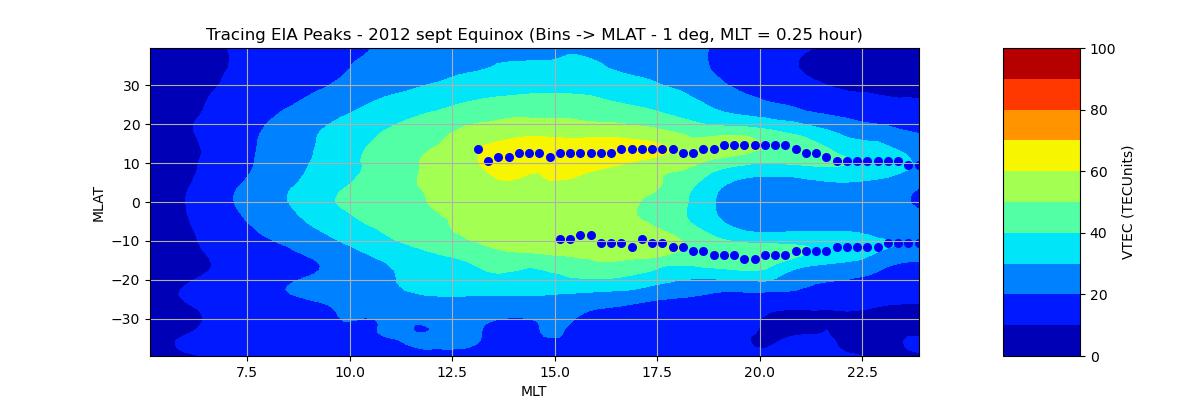 Tracing EIA Peaks - 2012 sept Equinox (Bins -> MLAT - 1 deg, MLT = 0.25 hour)
30
20
10
0
−10
−20
−30
MLAT
7.5 10.0 12.5 15.0 17.5 20.0 22.5
MLT
100
80
60
40
20
0
VTEC (TECUnits)